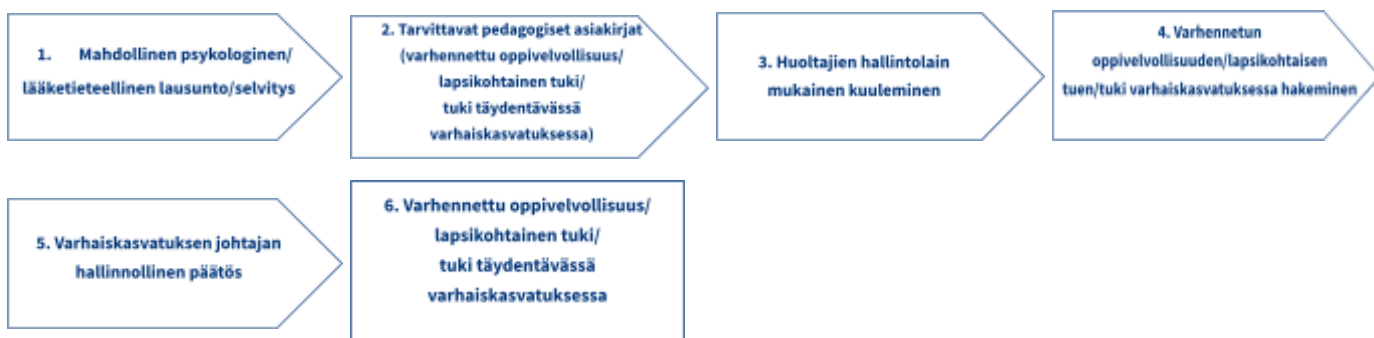 1. Mahdollinen psykologinen/
lääketieteellinen lausunto/selvitys
2. Tarvittavat pedagogiset asiakirjat
(varhennettu oppivelvollisuus/
lapsikohtainen tuki/
tuki täydentävässä
varhaiskasvatuksessa)
3. Huoltajien hallintolain
mukainen kuuleminen
4. Varhennetun
oppivelvollisuuden/lapsikohtaisen
tuen/tuki varhaiskasvatuksessa hakeminen
5. Varhaiskasvatuksen johtajan
hallinnollinen päätös
6. Varhennettu oppivelvollisuus/
lapsikohtainen tuki/
tuki täydentävässä
varhaiskasvatuksessa